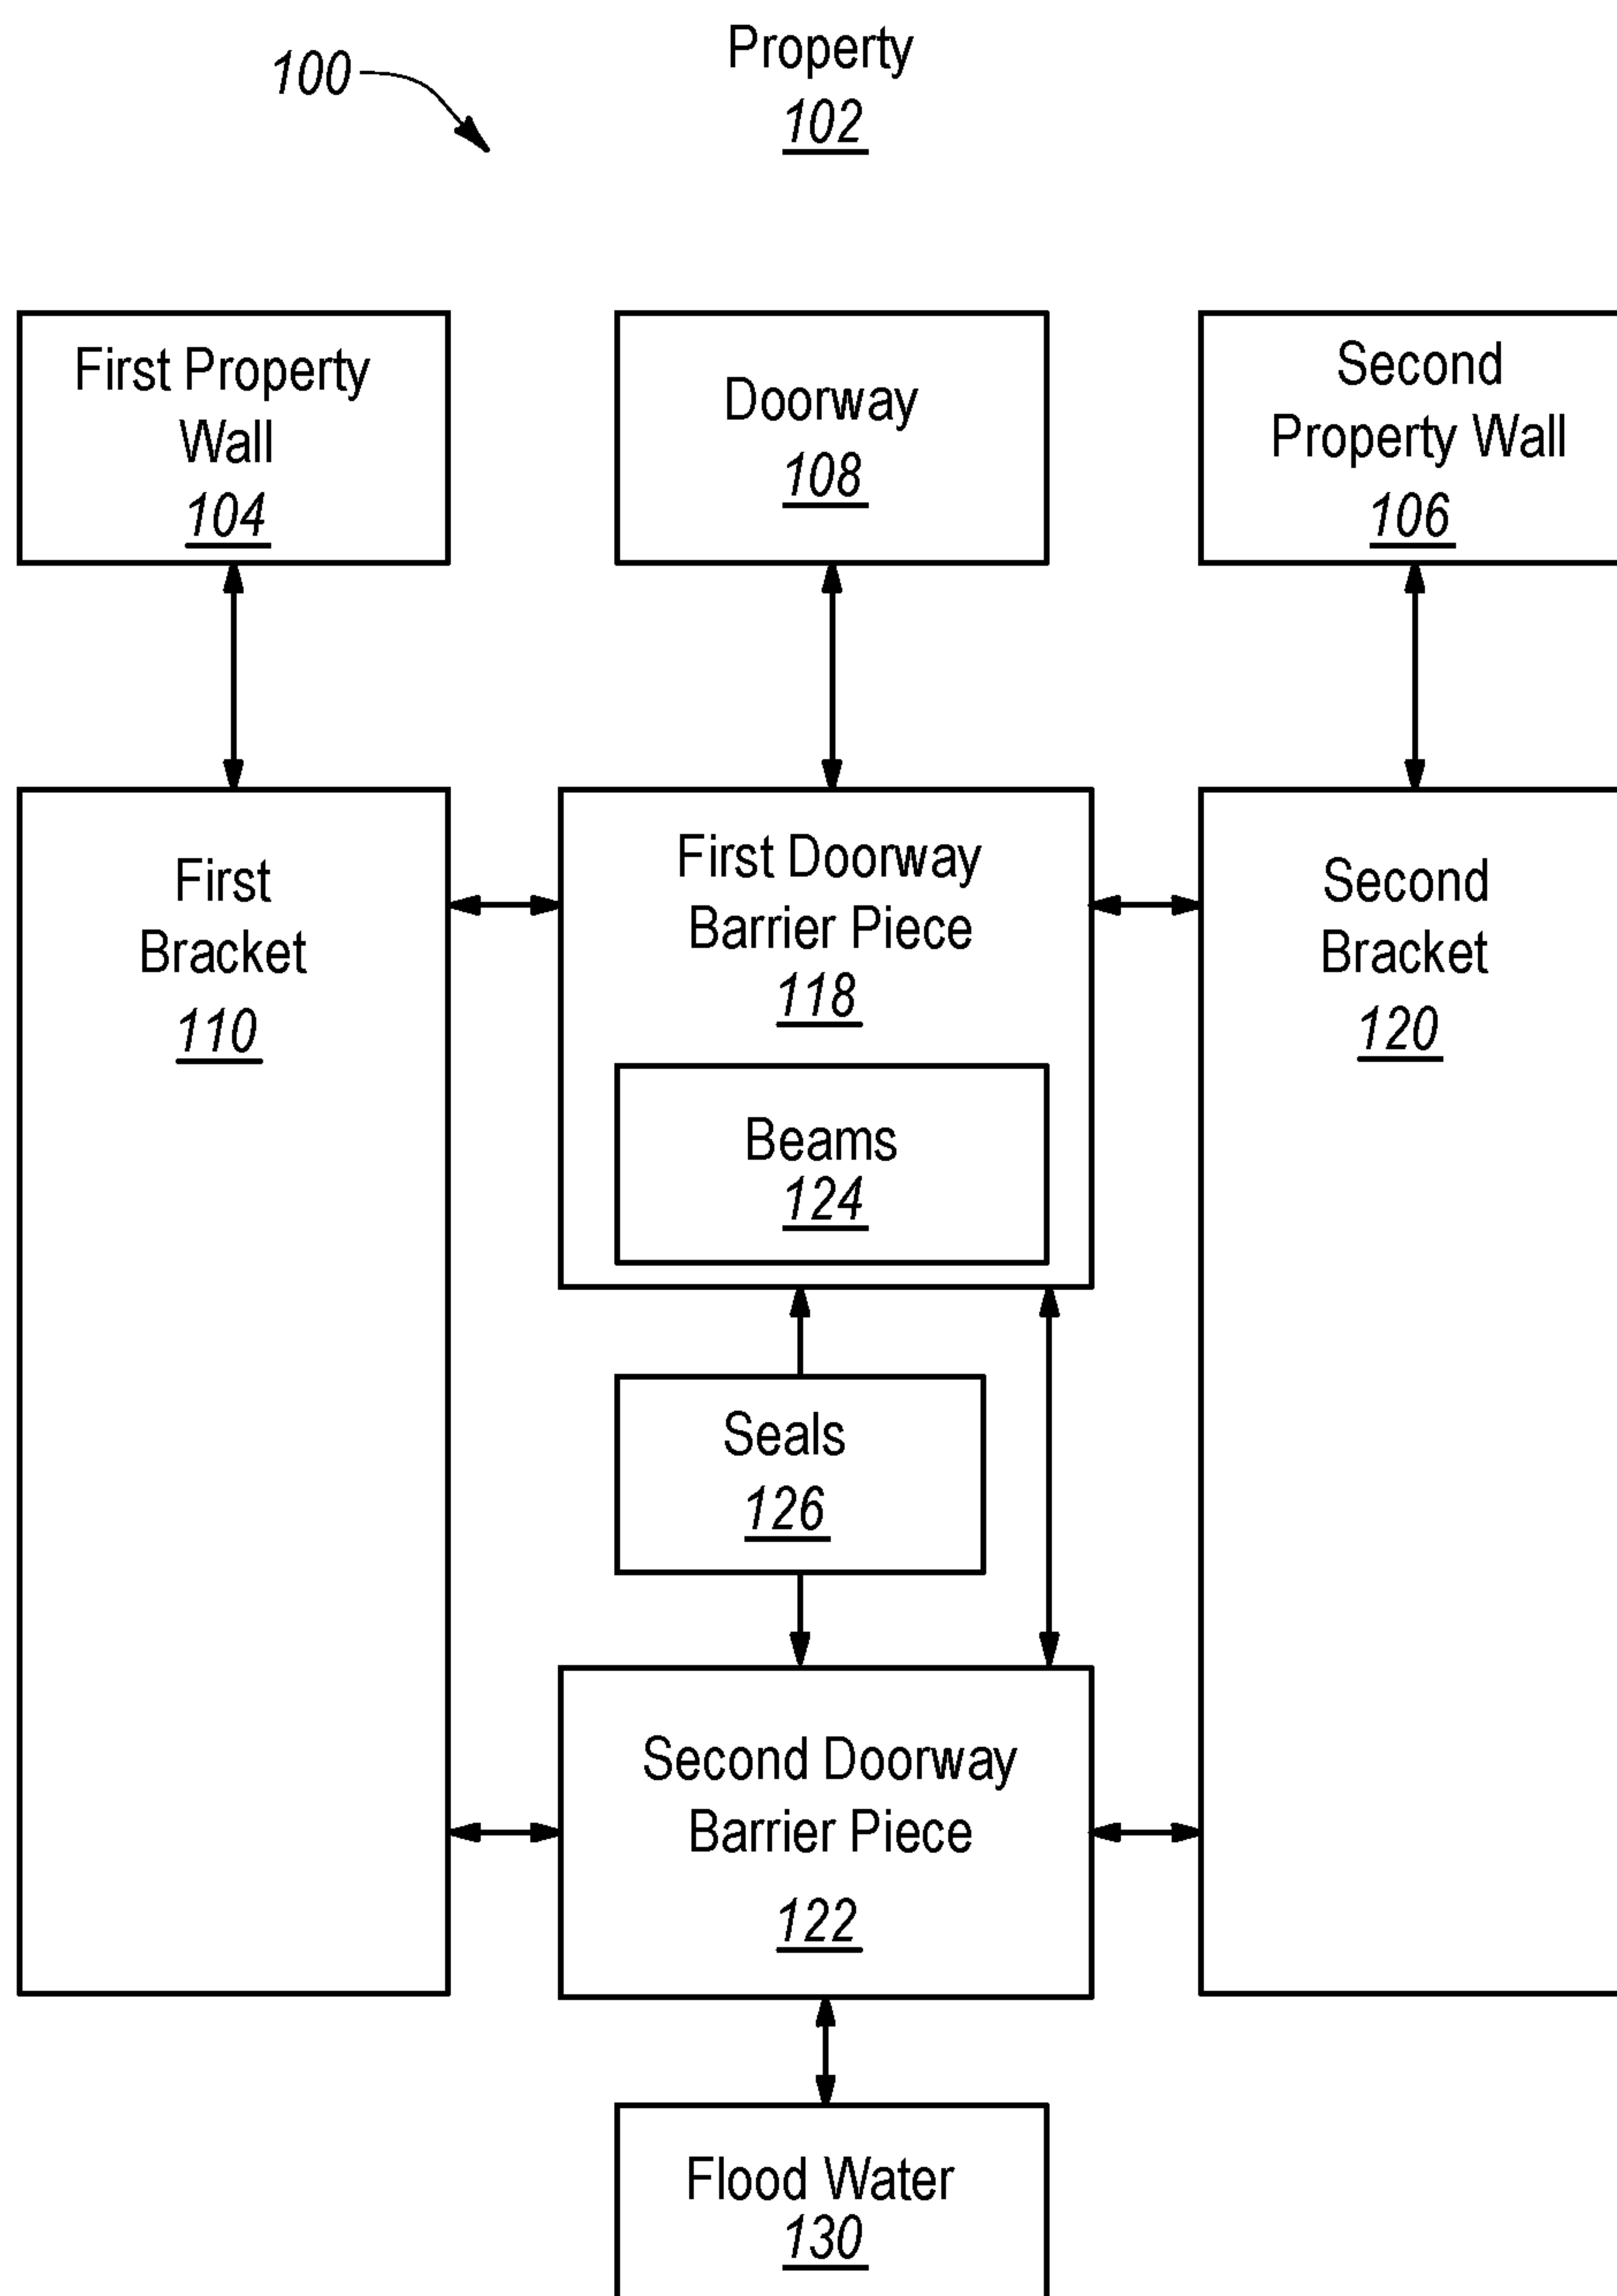 100
Property
102
First Property
Wall
104
Doorway
108
Second
Property Wall
106
First
Bracket
110
First Doorway
Barrier Piece
118
Beams
124
Second
Bracket
120
Seals
126
Second Doorway
Barrier Piece
122
Flood Water
130